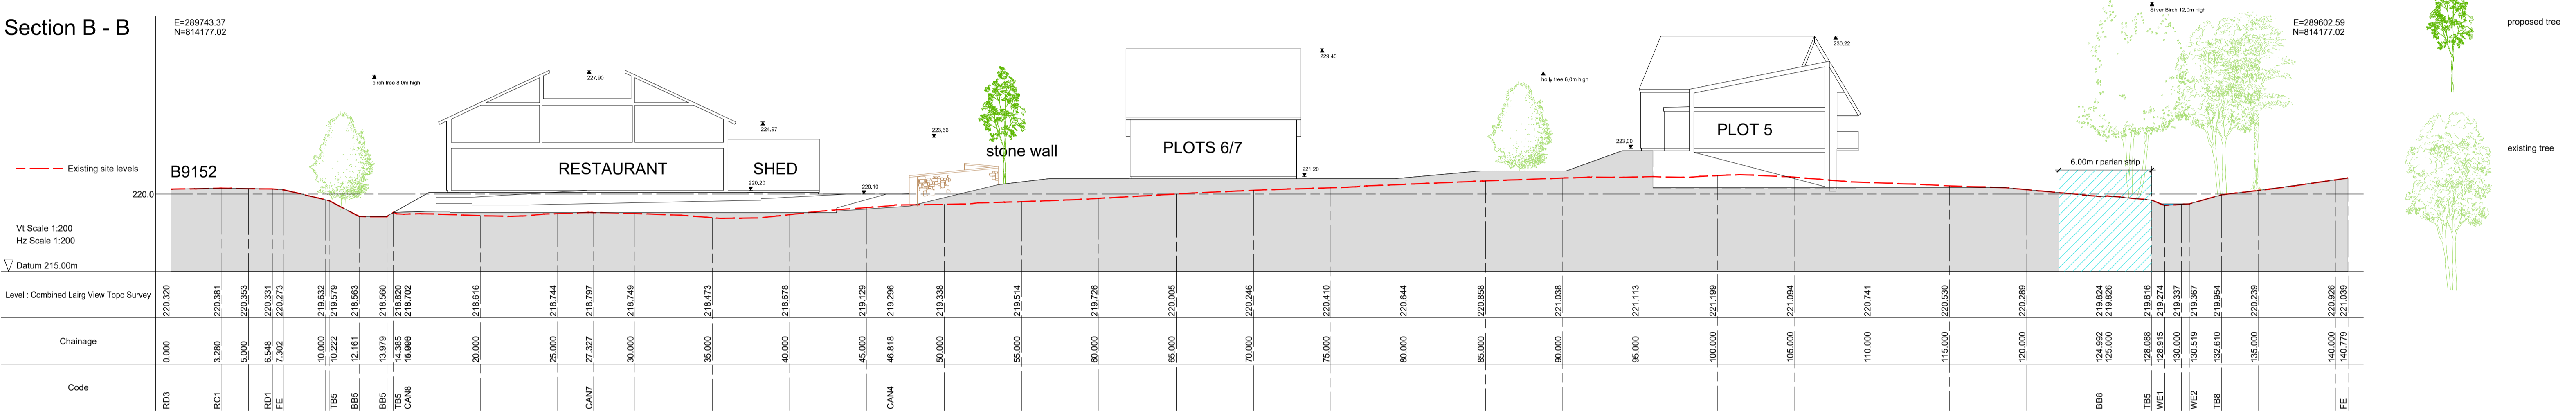 Section B - B
E=289743.37
N=814177.02
Silver Birch 12,0m high
E=289602.59
N=814177.02
proposed tree
birch tree 8,0m high
227,90
229,40
holly tree 6,0m high
230,22
224,97
223,66
stone wall
PLOT 5
PLOTS 6/7
223,00
existing tree
Existing site levels
B9152
RESTAURANT
SHED
6.00m riparian strip
221,20
220,20
220,10
220.0
Vt Scale 1:200
Hz Scale 1:200
Datum 215.00m
Level : Combined Lairg View Topo Survey
220.320 220.381 220.353 220.331 220.273 219.632 219.579 218.563 218.560 218.820 218.702 218.616 218.744 218.797 218.749 218.473 218.678 219.129 219.296 219.338 219.514 219.726 220.005 220.246 220.410 220.644 220.858 221.038 221.113 221.199 221.094 220.741 220.530 220.289 219.824 219.826 219.616 219.274 219.337 219.367 219.954 220.239 220.926 221.039
Chainage
0.000 3.280 5.000 6.548 7.302 10.000 10.222 12.161 13.979 14.385 20.000 25.000 27.327 30.000 35.000 40.000 45.000 46.818 50.000 55.000 60.000 65.000 70.000 75.000 80.000 85.000 90.000 95.000 100.000 105.000 110.000 115.000 120.000 124.992 125.000 128.088 128.915 130.000 130.519 132.610 135.000 140.000 140.779
Code
RD3 RC1 RD1 FE TB5 BB5 BB5 TB5 CAN8 CAN7 CAN4 BB8 TB5 WE1 WE2 TB8 FE